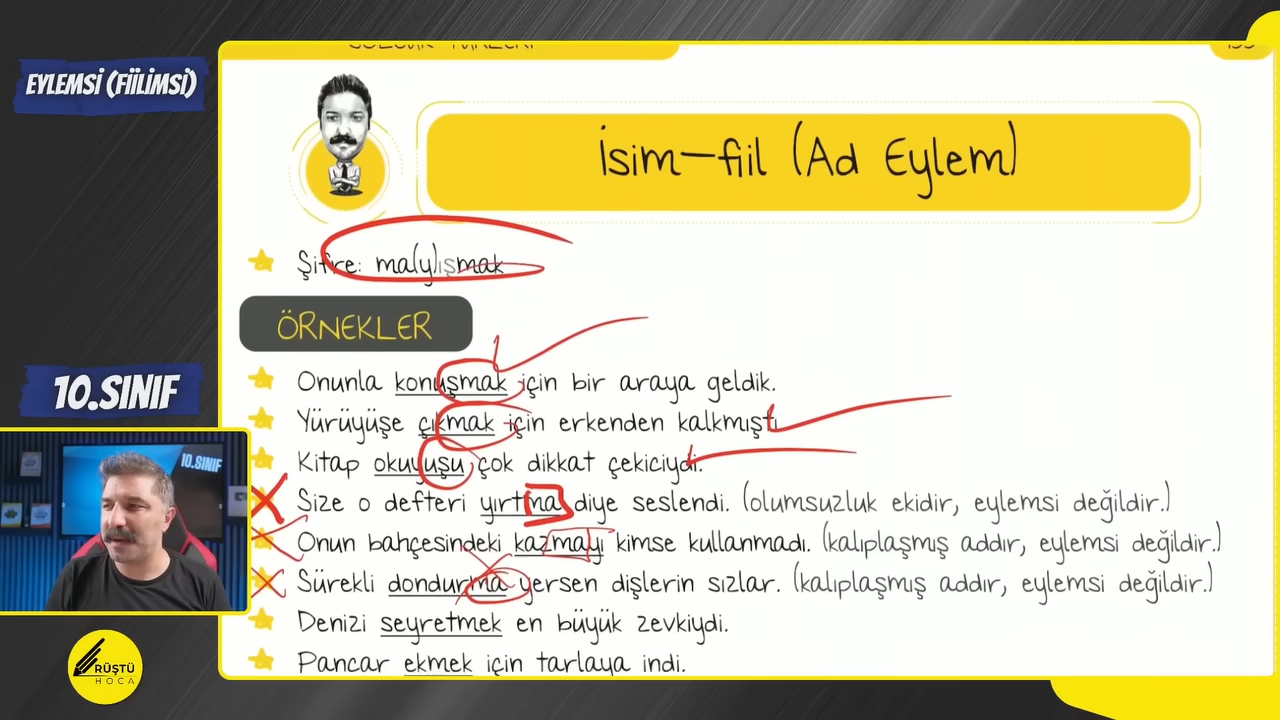 EYLEMSİ (FİİLİMSİ)
10.SINIF
10.SINIF
RÜŞTÜ
HOCA
İsim-fiil (Ad Eylem)
Şifre: ma(y)ışmak
ÖRNEKLER
Onunla konuşmak için bir araya geldik.
Yürüyüşe çıkmak için erkenden kalkmıştı.
Kitap okuyuşu çok dikkat çekiciydi.
Size o defteri yırtma diye seslendi. (olumsuzluk ekidir, eylemsi değildir.)
Onun bahçesindeki kazmayı kimse kullanmadı. (kalıplaşmış addır, eylemsi değildir.)
Sürekli dondurma yersen dişlerin sızlar. (kalıplaşmış addır, eylemsi değildir.)
Denizi seyretmek en büyük zevkiydi.
Pancar ekmek için tarlaya indi.